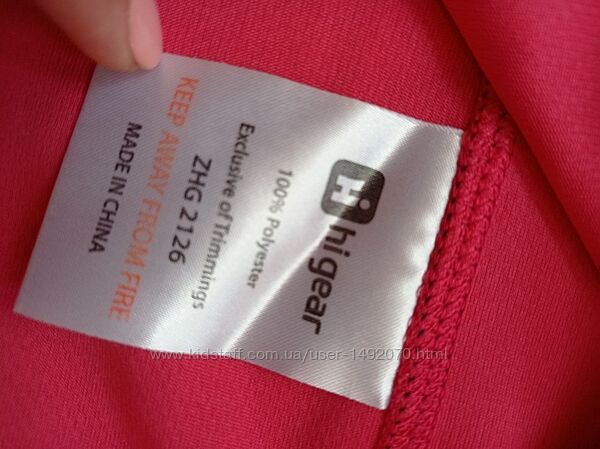 hi gear
100% Polyester
Exclusive of Trimmings
ZHG 2126
KEEP AWAY FROM FIRE
MADE IN CHINA
www.kidstaff.com.ua/user-1492070.html